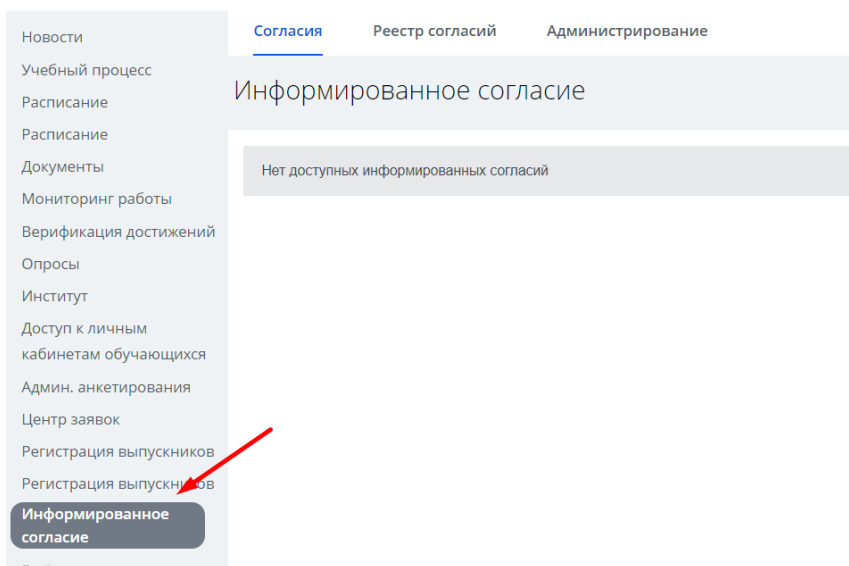 Новости
Учебный процесс
Расписание
Расписание
Документы
Мониторинг работы
Верификация достижений
Опросы
Институт
Доступ к личным
кабинетам обучающихся
Админ. анкетирования
Центр заявок
Регистрация выпускников
Регистрация выпускников
Информированное
согласие
Согласия Реестр согласий Администрирование
Информированное согласие
Нет доступных информированных согласий